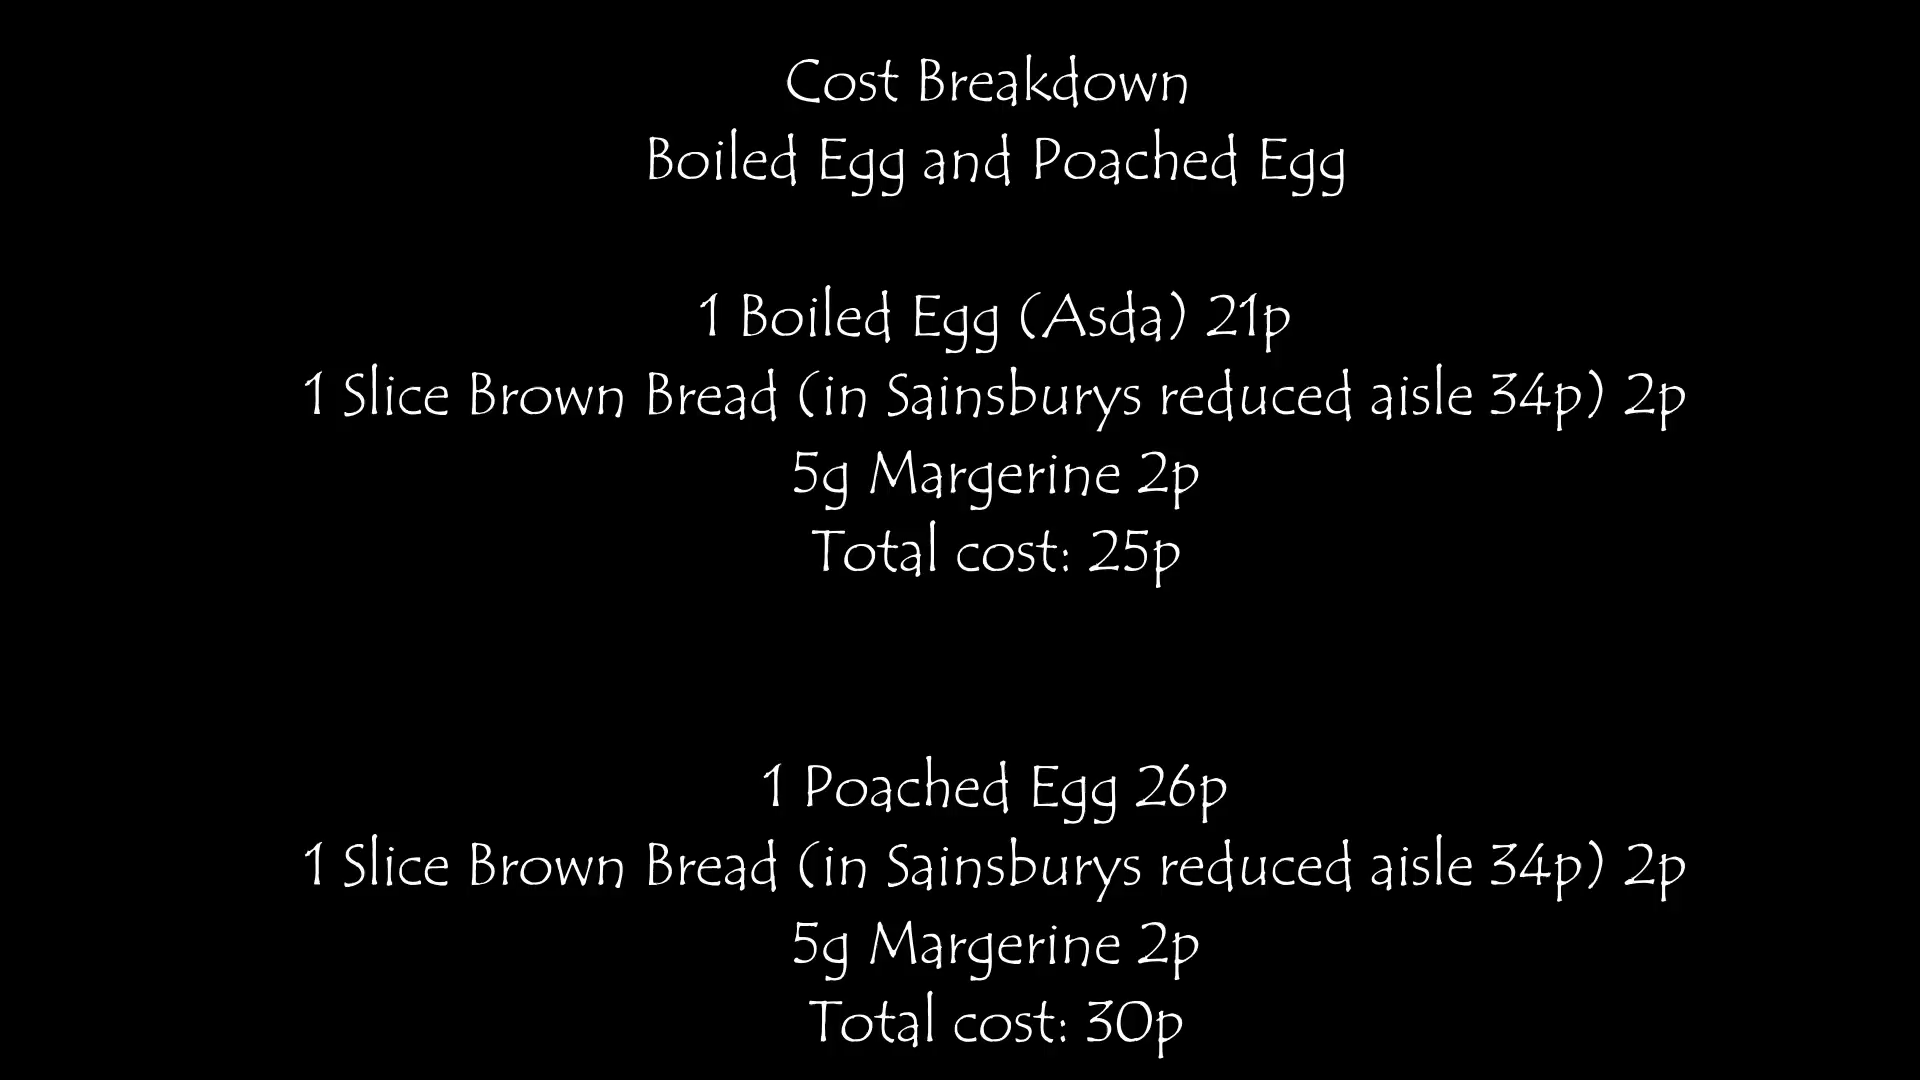 Cost Breakdown
Boiled Egg and Poached Egg
1 Boiled Egg (Asda) 21p
1 Slice Brown Bread (in Sainsburys reduced aisle 34p) 2p
5g Margerine 2p
Total cost: 25p
1 Poached Egg 26p
1 Slice Brown Bread (in Sainsburys reduced aisle 34p) 2p
5g Margerine 2p
Total cost: 30p